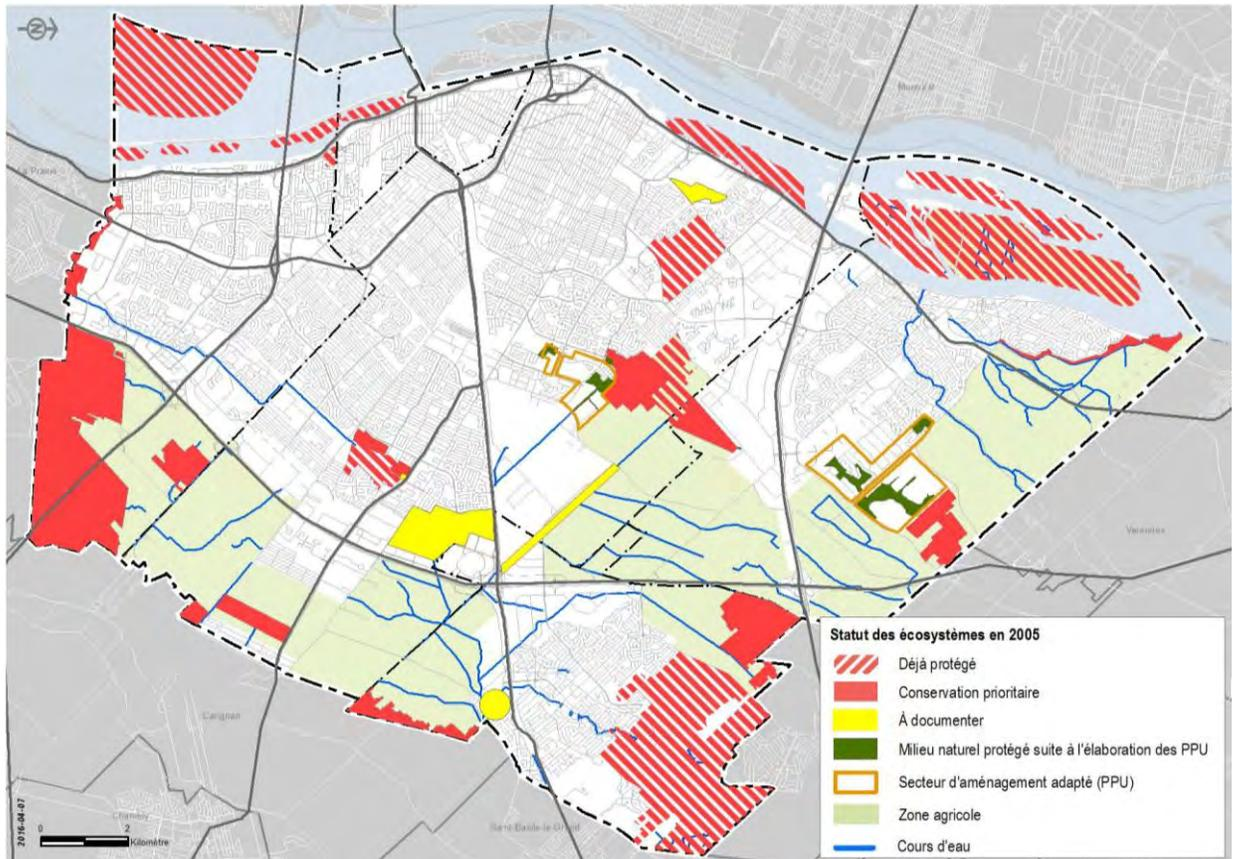 N
Montréal
La Prairie
Varennes
Carignan
Chambly
Saint-Basile-le-Grand
2016-04-07
0 2
Kilomètre
Statut des écosystèmes en 2005
Déjà protégé
Conservation prioritaire
À documenter
Milieu naturel protégé suite à l'élaboration des PPU
Secteur d'aménagement adapté (PPU)
Zone agricole
Cours d'eau